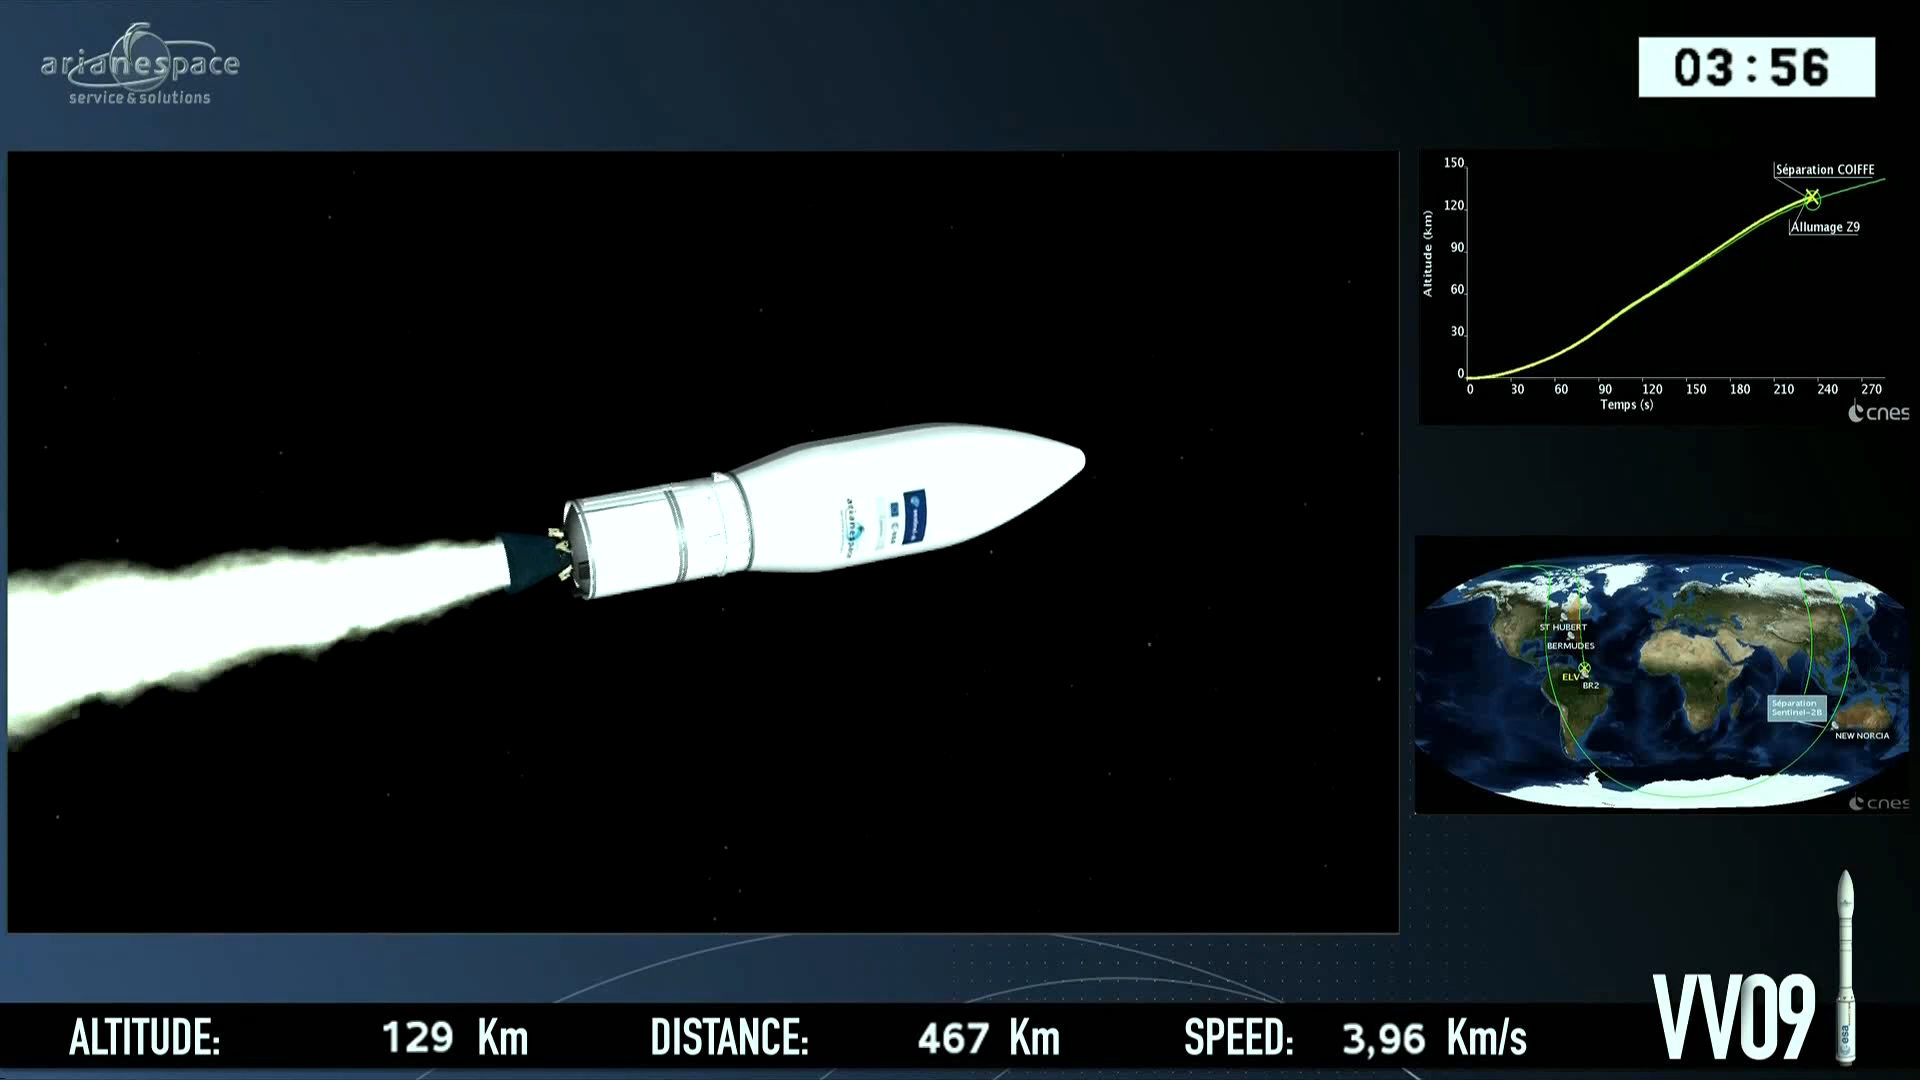 arianespace
service & solutions
03:56
Séparation COIFFE
Allumage Z9
Altitude (km)
150
120
90
60
30
0
0 30 60 90 120 150 180 210 240 270
Temps (s)
cnes
ST HUBERT
BERMUDES
ELV
BR2
Séparation
Sentinel-2B
NEW NORCIA
cnes
arianespace
esa
VV09
ALTITUDE: 129 Km DISTANCE: 467 Km SPEED: 3,96 Km/s